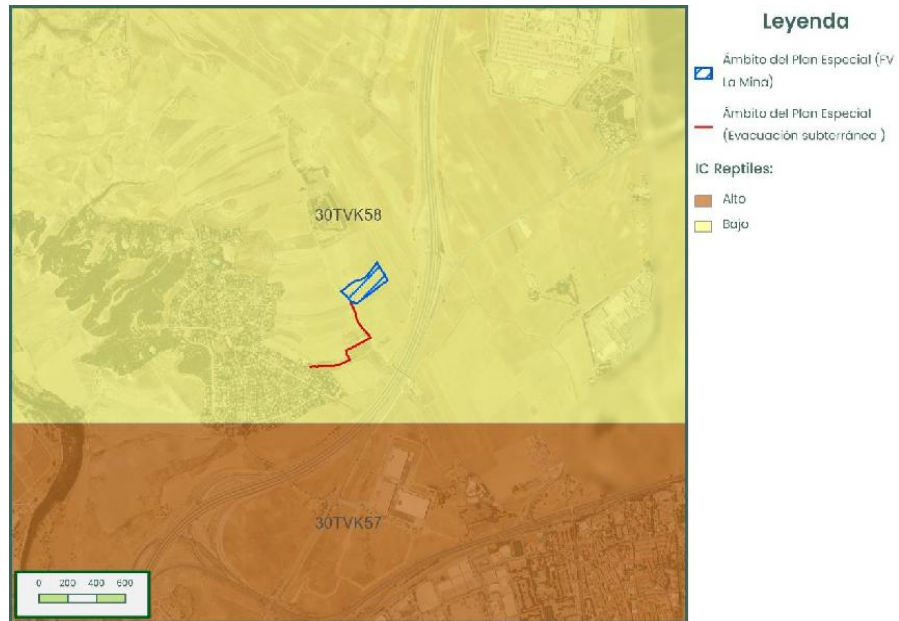 Leyenda
Ámbito del Plan Especial (FV
La Mina)
Ámbito del Plan Especial
(Evacuación subterránea )
IC Reptiles:
Alto
Bajo
30TVK58
30TVK57
0 200 400 600